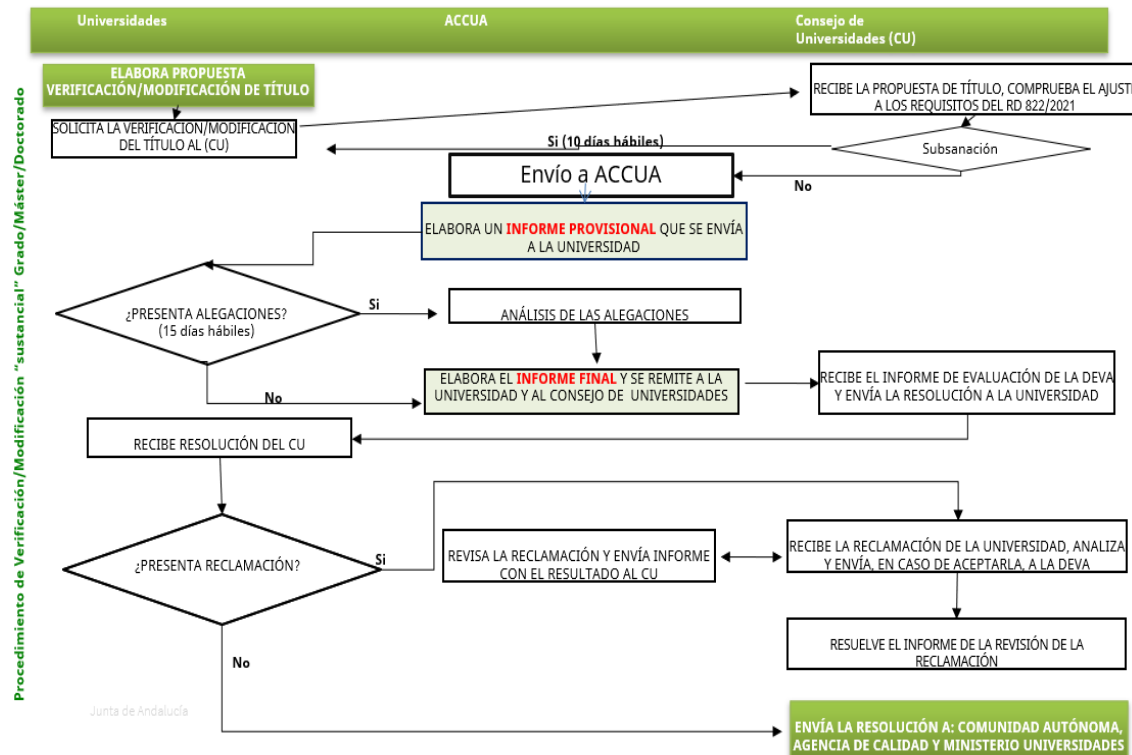 Universidades
ACCUA
Consejo de
Universidades (CU)
Procedimiento de Verificación/Modificación "sustancial" Grado/Máster/Doctorado
ELABORA PROPUESTA
VERIFICACIÓN/MODIFICACIÓN DE TÍTULO
SOLICITA LA VERIFICACION/MODIFICACION
DEL TÍTULO AL (CU)
RECIBE LA PROPUESTA DE TÍTULO, COMPRUEBA EL AJUSTE
A LOS REQUISITOS DEL RD 822/2021
Si (10 días hábiles)
Subsanación
No
Envío a ACCUA
ELABORA UN INFORME PROVISIONAL QUE SE ENVÍA
A LA UNIVERSIDAD
¿PRESENTA ALEGACIONES?
(15 días hábiles)
Si
ANÁLISIS DE LAS ALEGACIONES
No
ELABORA EL INFORME FINAL Y SE REMITE A LA
UNIVERSIDAD Y AL CONSEJO DE UNIVERSIDADES
RECIBE EL INFORME DE EVALUACIÓN DE LA DEVA
Y ENVÍA LA RESOLUCIÓN A LA UNIVERSIDAD
RECIBE RESOLUCIÓN DEL CU
¿PRESENTA RECLAMACIÓN?
Si
REVISA LA RECLAMACIÓN Y ENVÍA INFORME
CON EL RESULTADO AL CU
RECIBE LA RECLAMACIÓN DE LA UNIVERSIDAD, ANALIZA
Y ENVÍA, EN CASO DE ACEPTARLA, A LA DEVA
RESUELVE EL INFORME DE LA REVISIÓN DE LA
RECLAMACIÓN
No
Junta de Andalucía
ENVÍA LA RESOLUCIÓN A: COMUNIDAD AUTÓNOMA,
AGENCIA DE CALIDAD Y MINISTERIO UNIVERSIDADES